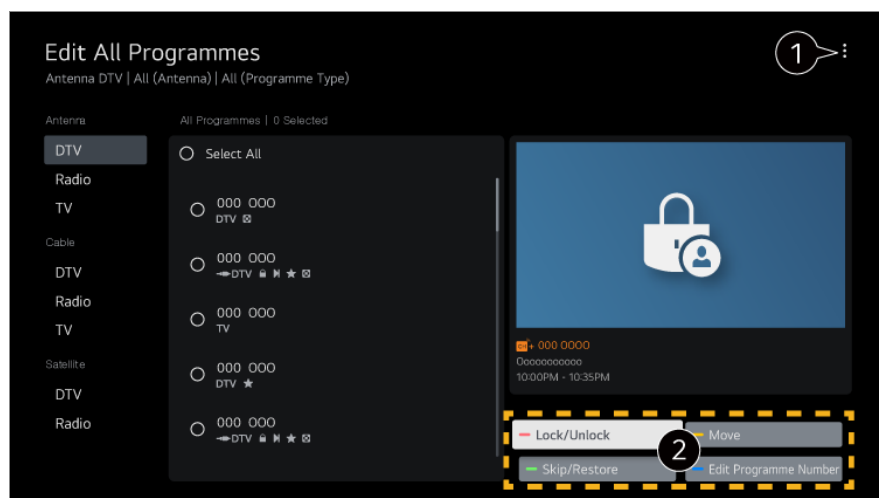 Edit All Programmes
Antenna DTV | All (Antenna) | All (Programme Type)
1
Antenna
DTV
Radio
TV
Cable
DTV
Radio
TV
Satellite
DTV
Radio
All Programmes | 0 Selected
Select All
000 000
DTV
000 000
DTV
000 000
TV
000 000
DTV
000 000
DTV
+ 000 0000
Ooooooooooo
10:00PM - 10:35PM
Lock/Unlock
Move
2
Skip/Restore
Edit Programme Number